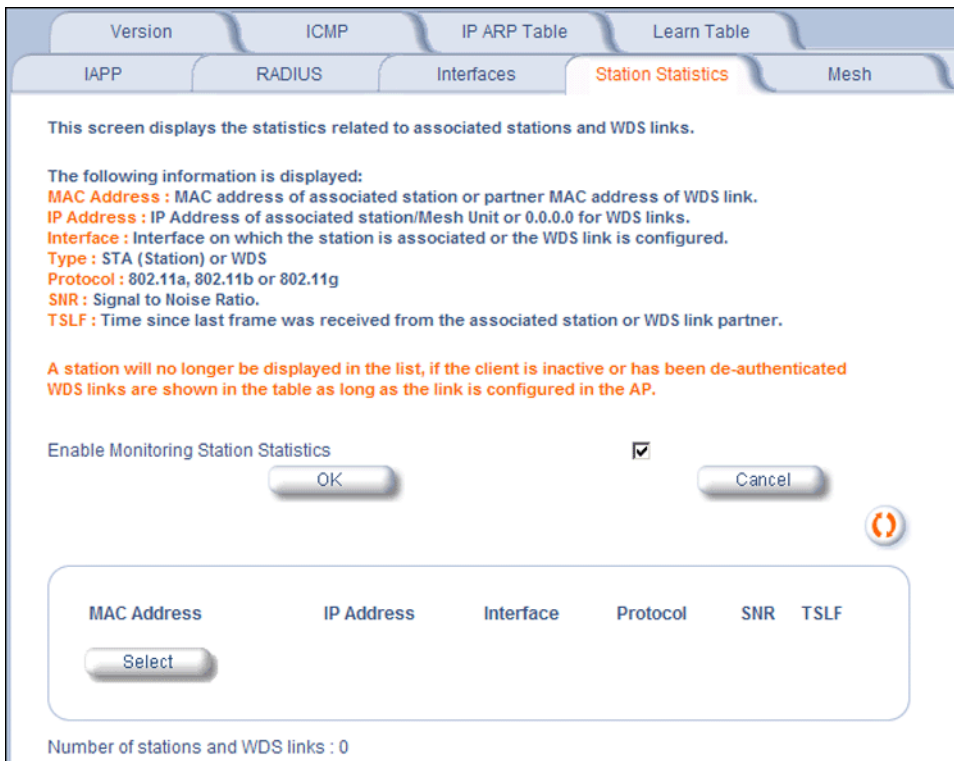 Version ICMP IP ARP Table Learn Table
IAPP RADIUS Interfaces Station Statistics Mesh
This screen displays the statistics related to associated stations and WDS links.
The following information is displayed:
MAC Address : MAC address of associated station or partner MAC address of WDS link.
IP Address : IP Address of associated station/Mesh Unit or 0.0.0.0 for WDS links.
Interface : Interface on which the station is associated or the WDS link is configured.
Type : STA (Station) or WDS
Protocol : 802.11a, 802.11b or 802.11g
SNR : Signal to Noise Ratio.
TSLF : Time since last frame was received from the associated station or WDS link partner.
A station will no longer be displayed in the list, if the client is inactive or has been de-authenticated
WDS links are shown in the table as long as the link is configured in the AP.
Enable Monitoring Station Statistics
OK Cancel
MAC Address IP Address Interface Protocol SNR TSLF
Select
Number of stations and WDS links : 0